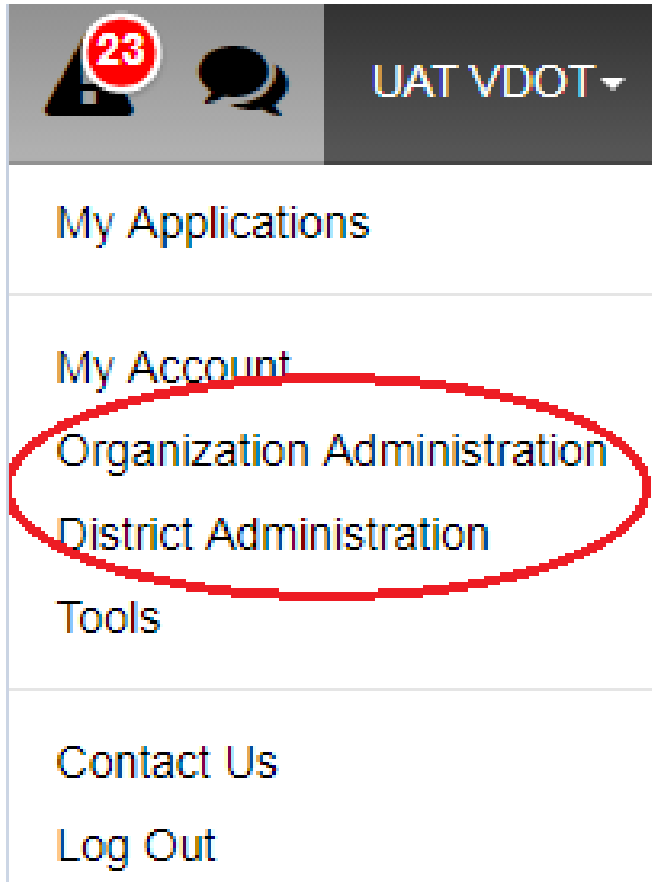 23
UAT VDOT
My Applications
My Account
Organization Administration
District Administration
Tools
Contact Us
Log Out